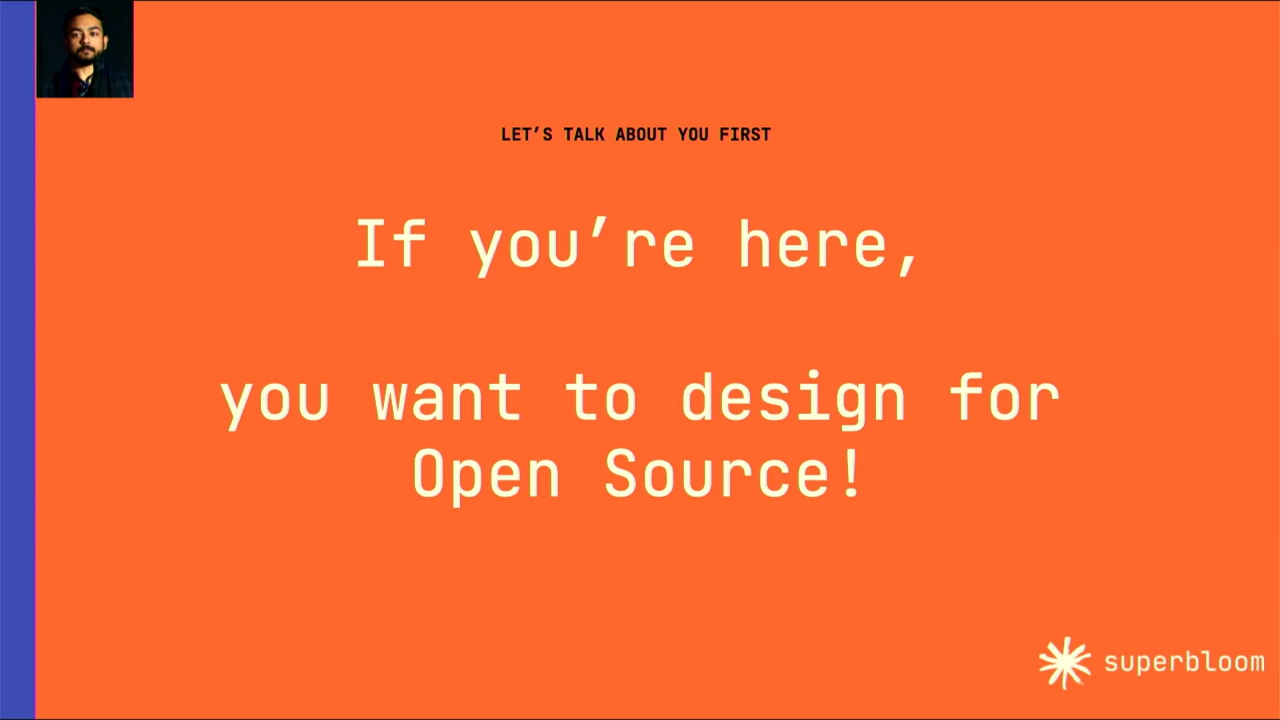 LET’S TALK ABOUT YOU FIRST
If you’re here,
you want to design for
Open Source!
superbloom